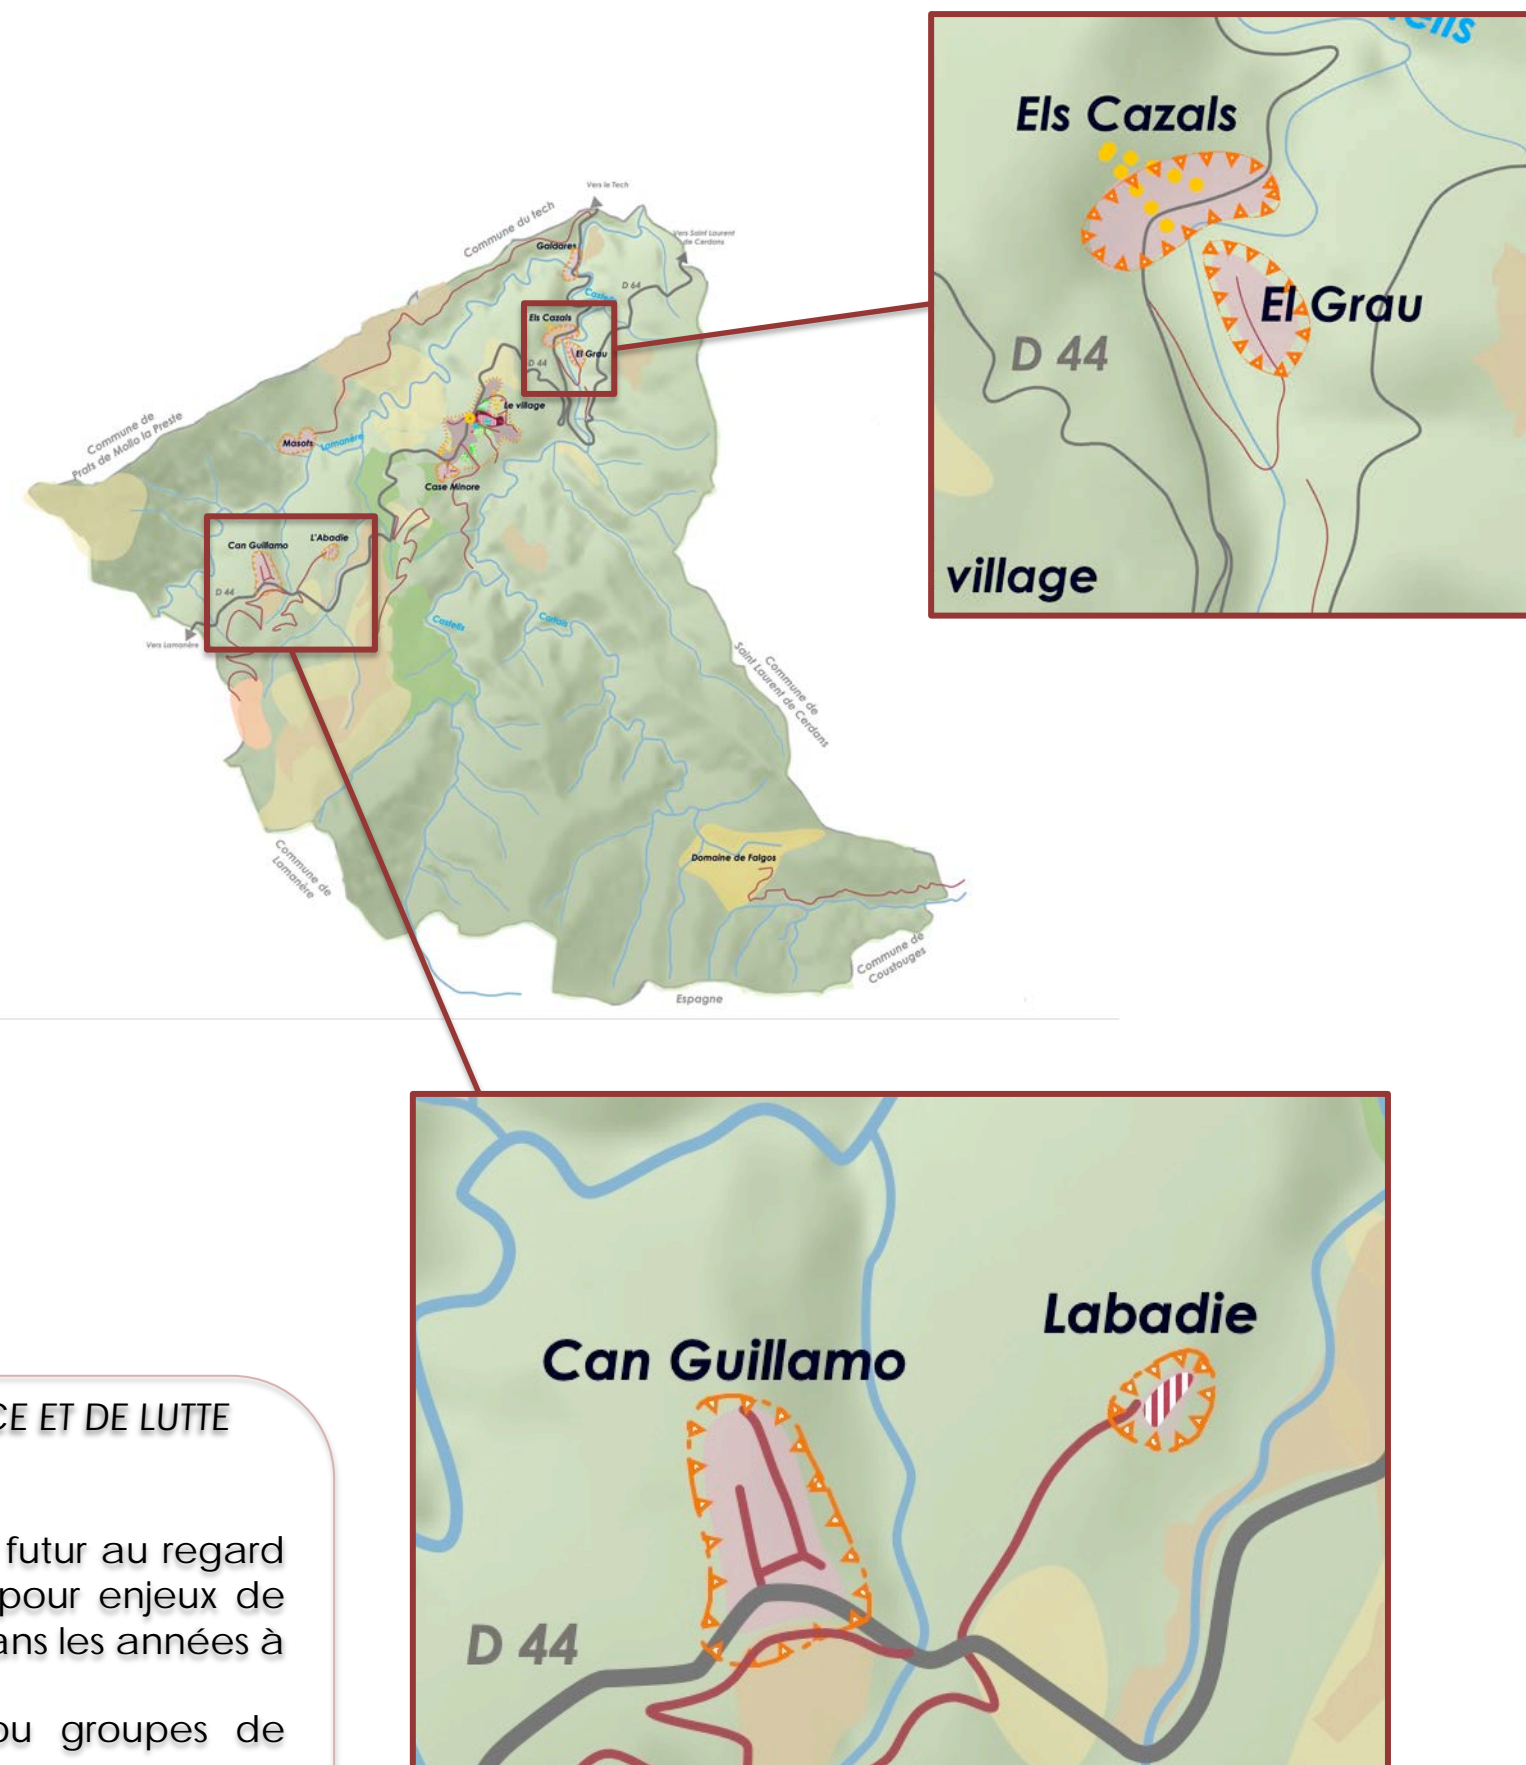 Els Cazals
El Grau
D 44
village
Vers le Tech
Commune du tech
Vers Saint Laurent
de Cerdans
Galdares
D 64
Els Cazals
El Grau
D 44
Le village
Commune de
Prats de Mollo la Preste
Masots
Lamanère
Case Minore
Can Guillamo
L'Abadie
D 44
Vers Lamanère
Castells
Commune de
Saint Laurent de Cerdans
Commune de
Lamanère
Domaine de Falgos
Commune de
Coustouges
Espagne
Labadie
Can Guillamo
D 44
CE ET DE LUTTE
futur au regard
pour enjeux de
ans les années à
ou groupes de